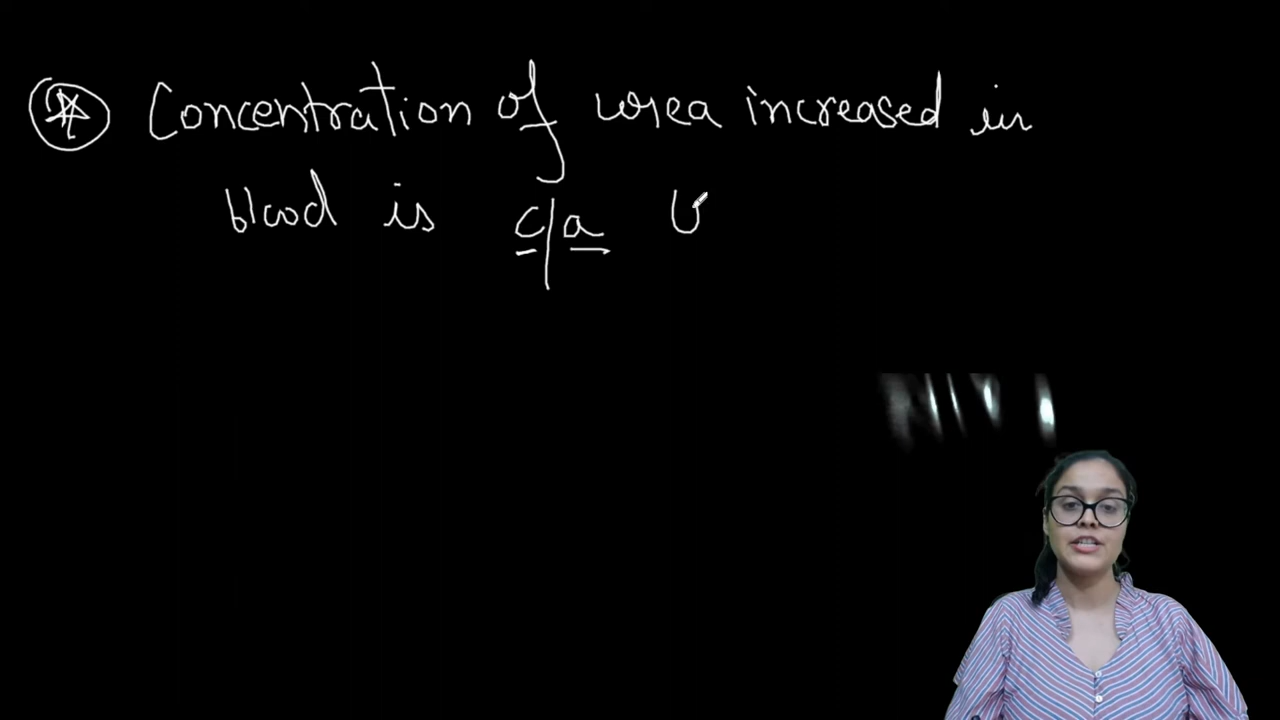 Concentration of urea increased in
blood is c/a U